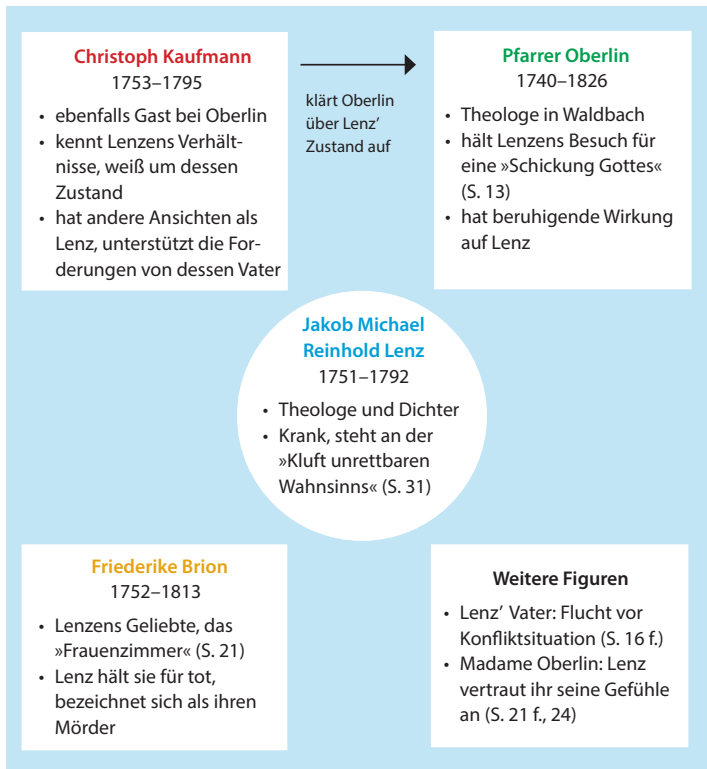 Christoph Kaufmann
1753–1795
• ebenfalls Gast bei Oberlin
• kennt Lenzens Verhält-
nisse, weiß um dessen
Zustand
• hat andere Ansichten als
Lenz, unterstützt die For-
derungen von dessen Vater
klärt Oberlin
über Lenz’
Zustand auf
Pfarrer Oberlin
1740–1826
• Theologe in Waldbach
• hält Lenzens Besuch für
eine »Schickung Gottes«
(S. 13)
• hat beruhigende Wirkung
auf Lenz
Jakob Michael
Reinhold Lenz
1751–1792
• Theologe und Dichter
• Krank, steht an der
»Kluft unrettbaren
Wahnsinns« (S. 31)
Friederike Brion
1752–1813
• Lenzens Geliebte, das
»Frauenzimmer« (S. 21)
• Lenz hält sie für tot,
bezeichnet sich als ihren
Mörder
Weitere Figuren
• Lenz’ Vater: Flucht vor
Konfliktsituation (S. 16 f.)
• Madame Oberlin: Lenz
vertraut ihr seine Gefühle
an (S. 21 f., 24)